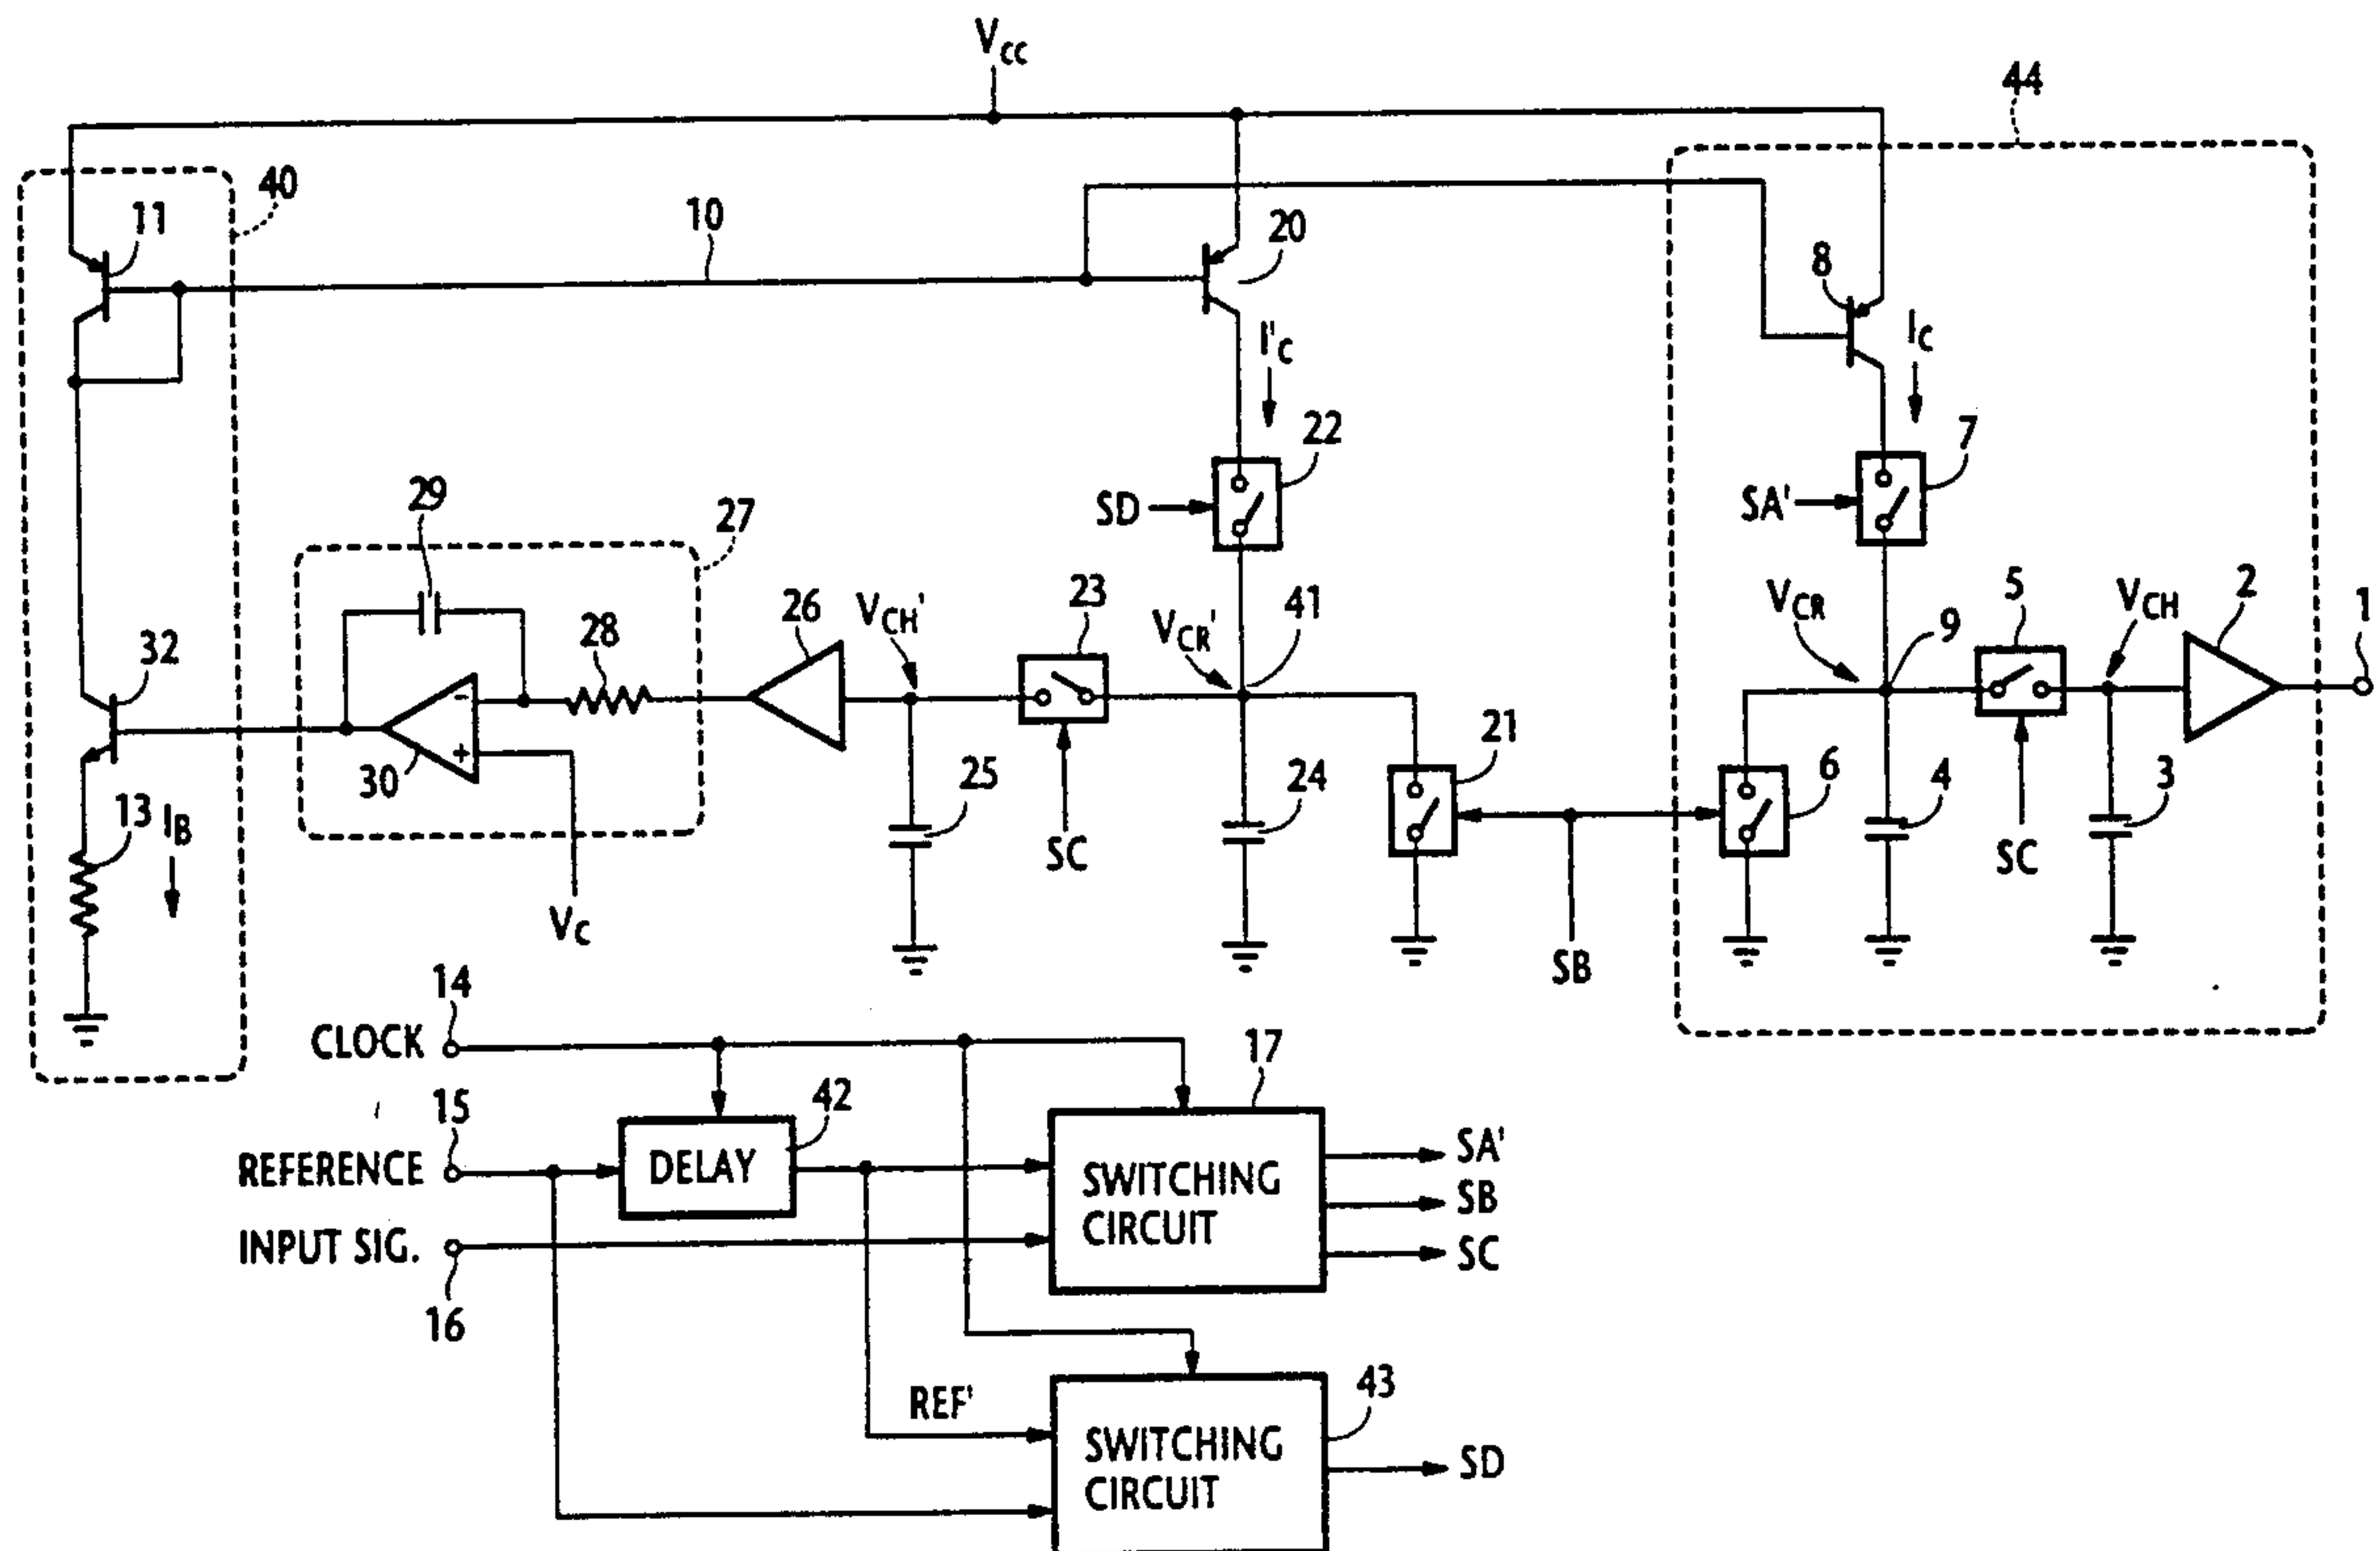 VCC
44
40
11
10
20
8
IC
I'C
22
7
SD
SA'
29
27
23
41
5
2
1
26
VCH'
VCR'
VCR
9
VCH
32
28
21
-
+
30
25
24
6
4
3
13
IB
SC
SC
VC
SB
14
CLOCK
17
42
15
REFERENCE
DELAY
SWITCHING
CIRCUIT
SA'
SB
SC
INPUT SIG.
16
REF'
43
SWITCHING
CIRCUIT
SD